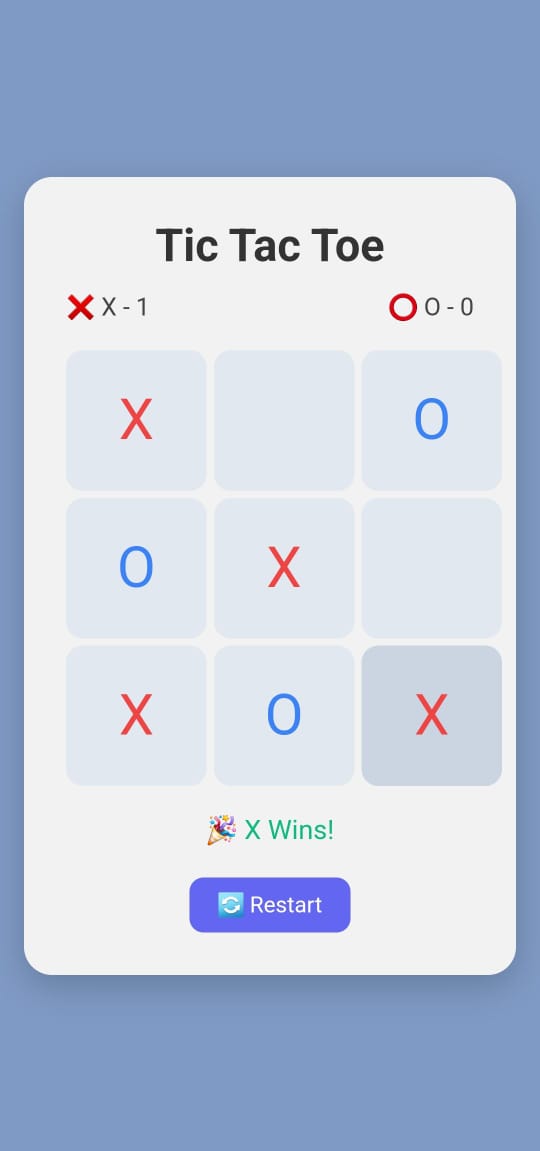 Tic Tac Toe
❌ X - 1 ⭕ O - 0
X O
O X
X O X
🎉 X Wins!
🔄 Restart